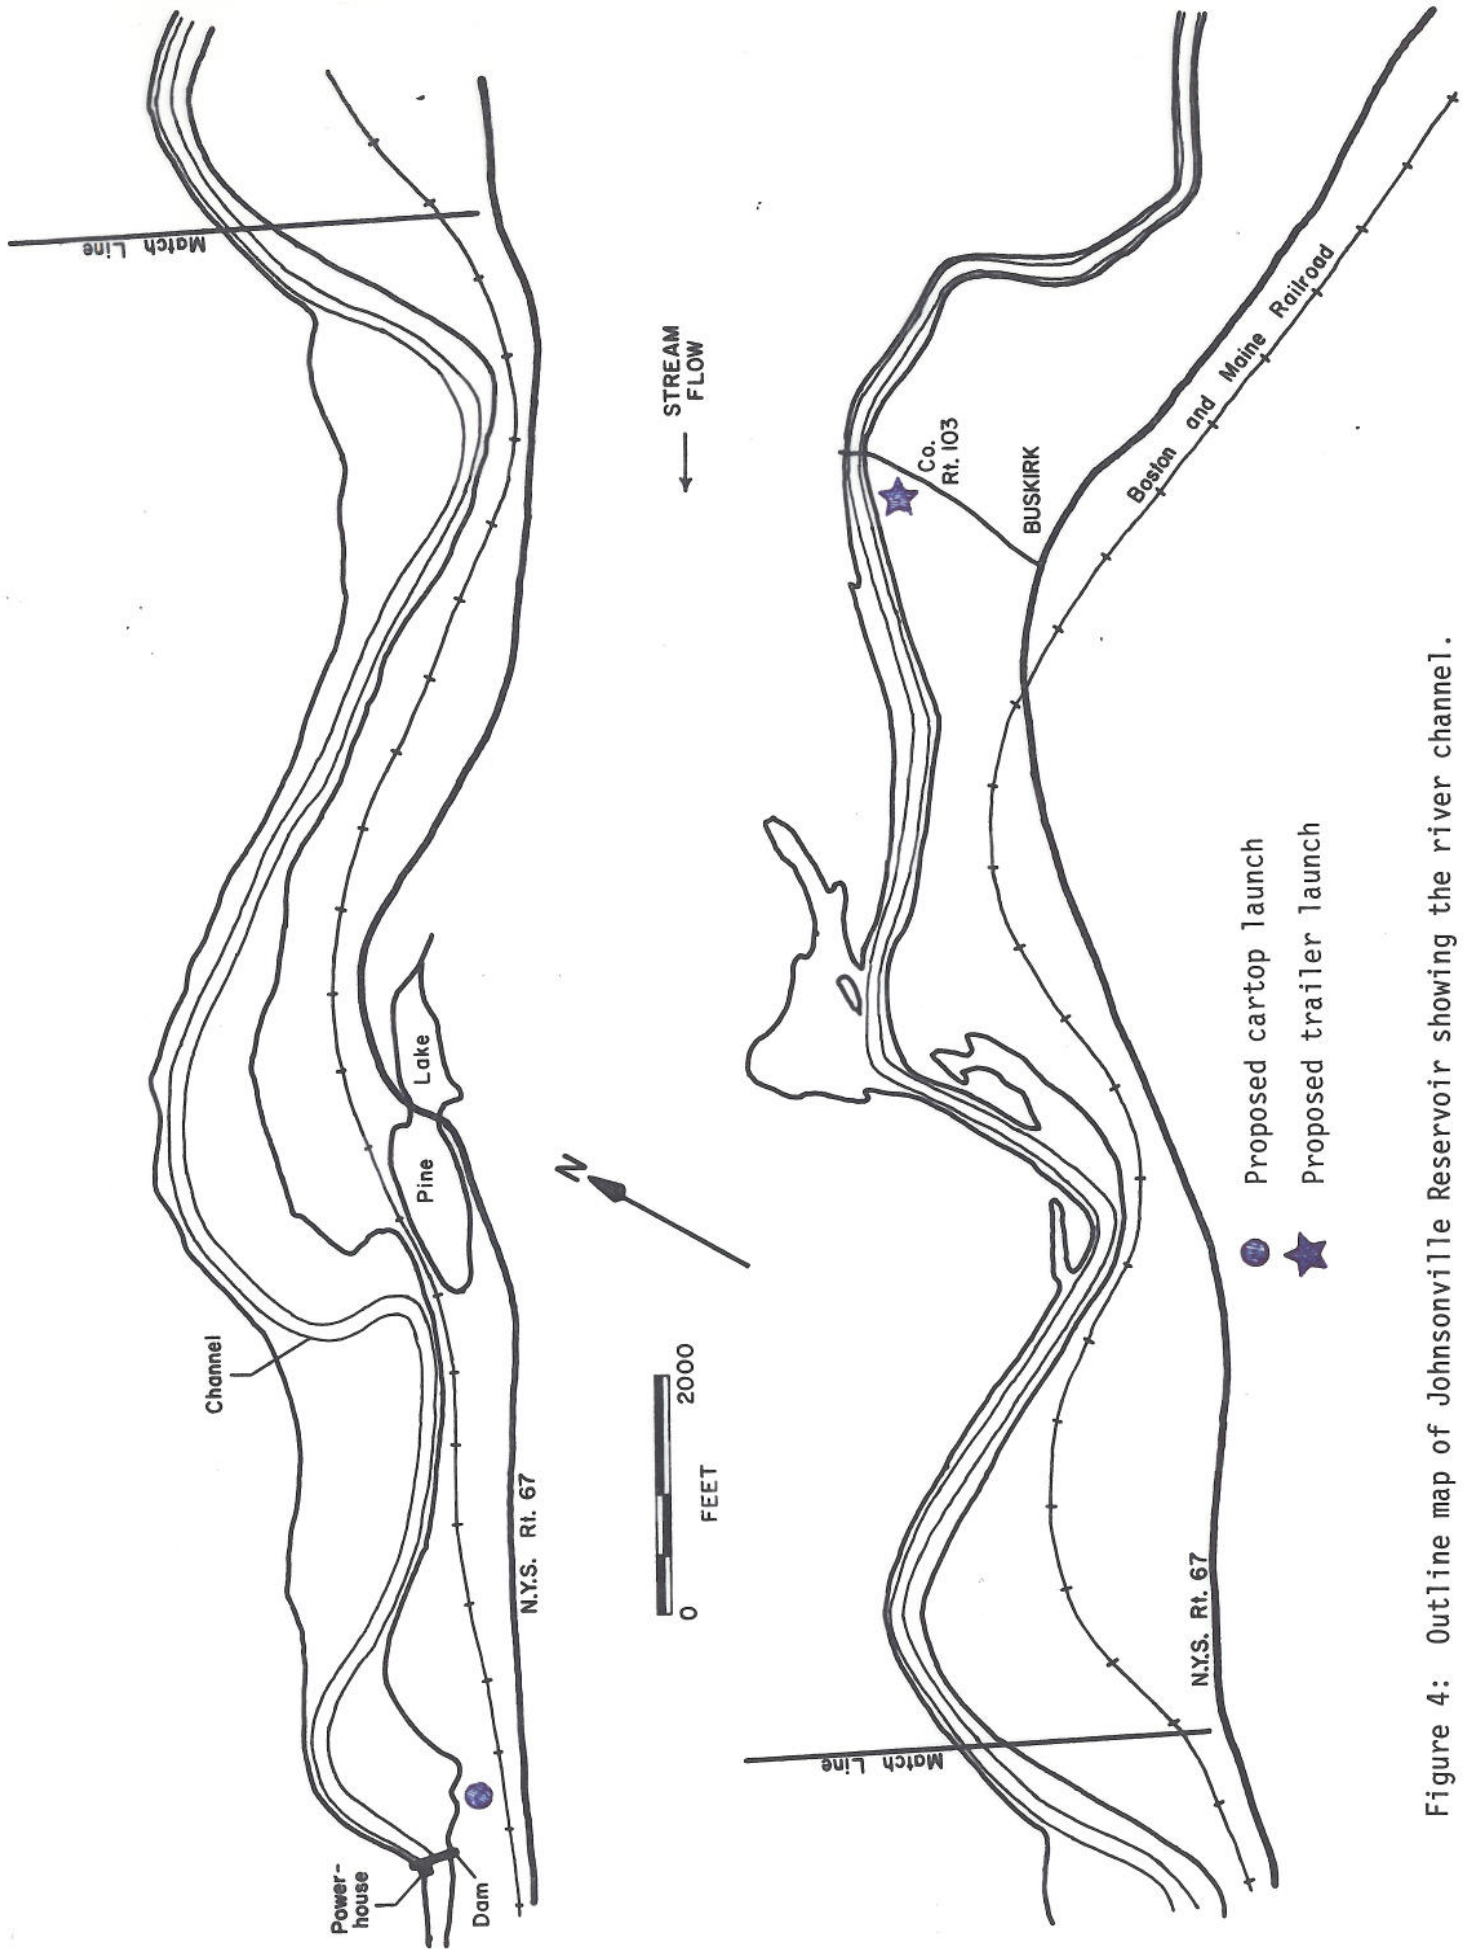 Match Line
Channel
Power-
house
Dam
Pine
Lake
N.Y.S. Rt. 67
STREAM
FLOW
N
0
2000
FEET
Co.
Rt. 103
BUSKIRK
Boston and Maine Railroad
Match Line
N.Y.S. Rt. 67
Proposed cartop launch
Proposed trailer launch
Figure 4: Outline map of Johnsonville Reservoir showing the river channel.